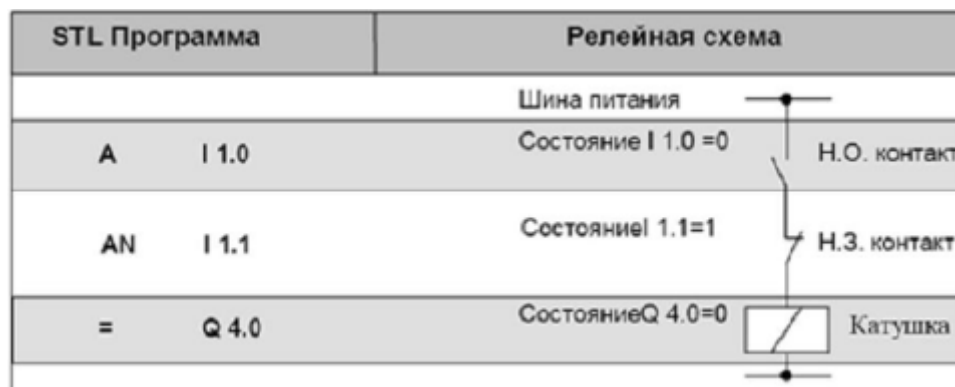 STL Программа Релейная схема
Шина питания
A I 1.0 Состояние I 1.0 =0 Н.О. контакт
AN I 1.1 СостояниеI 1.1=1 Н.З. контакт
= Q 4.0 СостояниеQ 4.0=0 Катушка